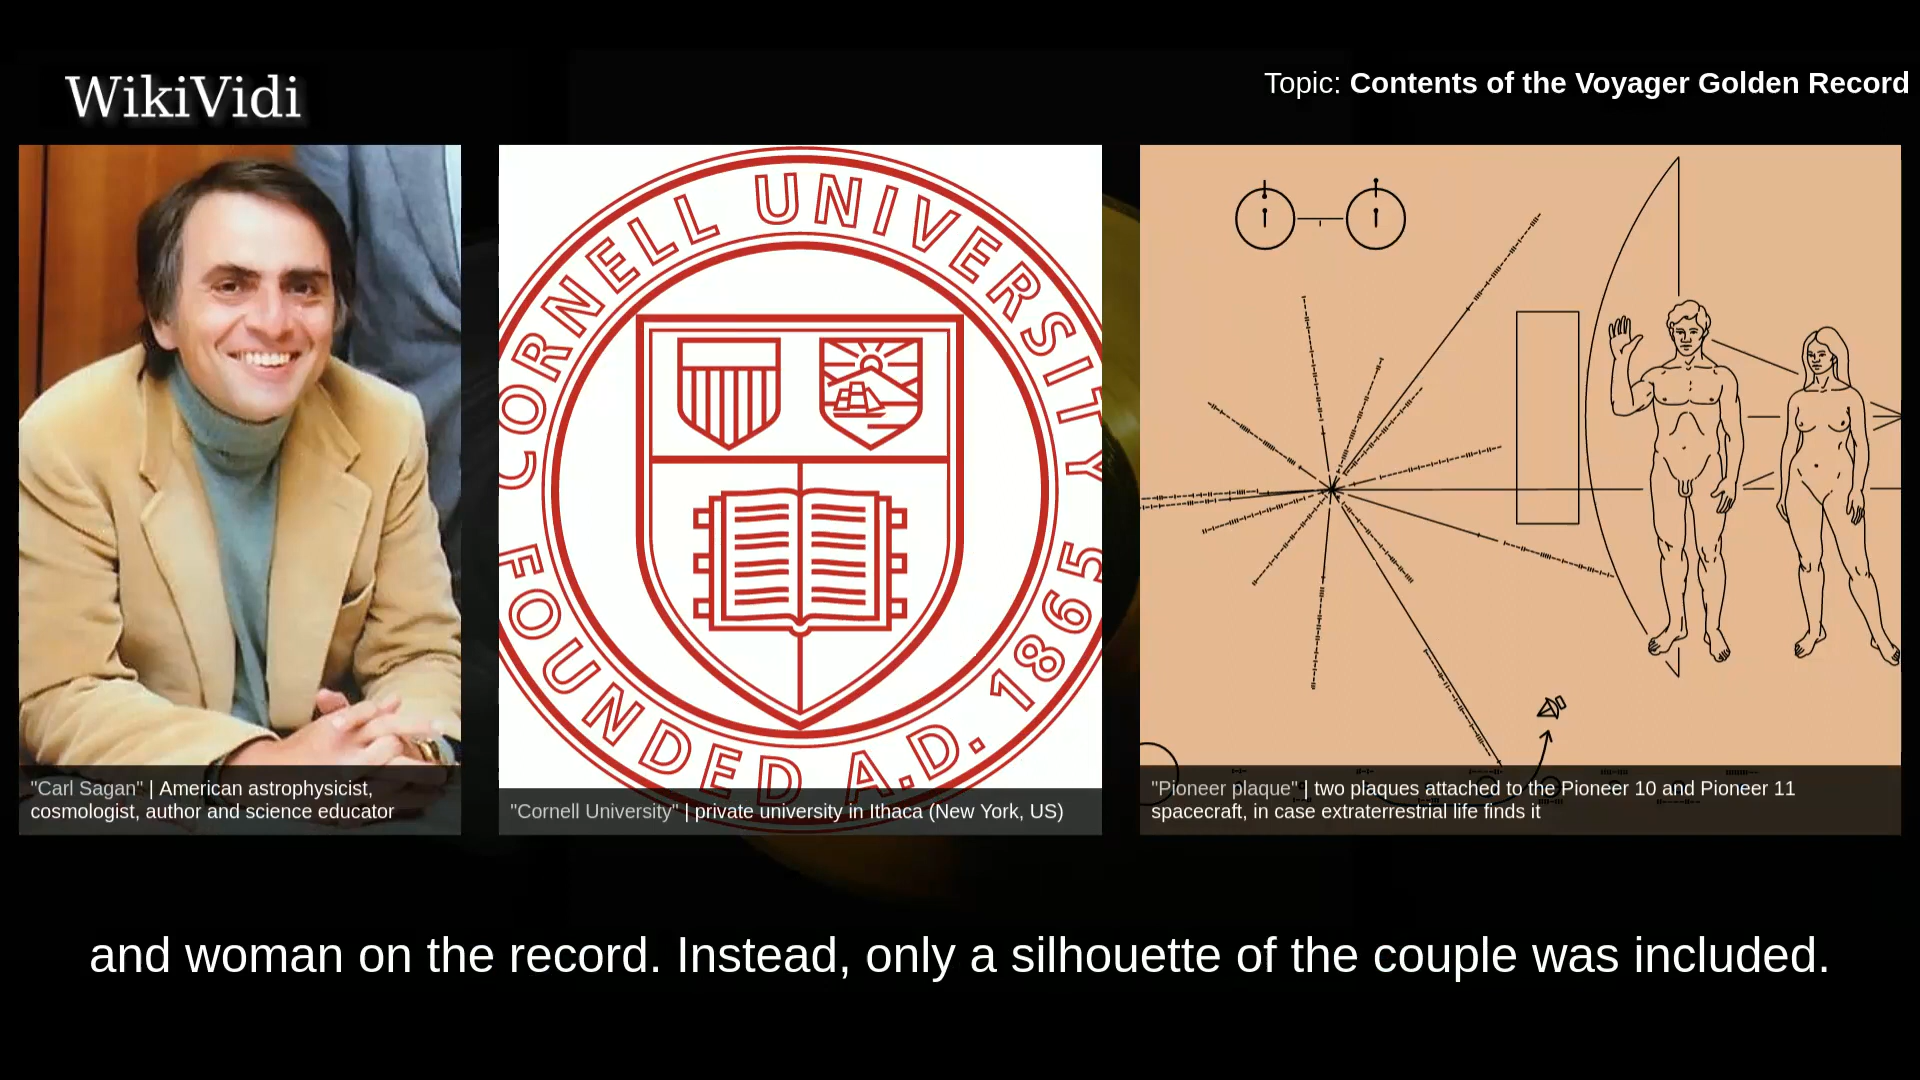 WikiVidi
Topic: Contents of the Voyager Golden Record
CORNELL UNIVERSITY
FOUNDED A.D. 1865
"Carl Sagan" | American astrophysicist,
cosmologist, author and science educator
"Cornell University" | private university in Ithaca (New York, US)
"Pioneer plaque" | two plaques attached to the Pioneer 10 and Pioneer 11
spacecraft, in case extraterrestrial life finds it
and woman on the record. Instead, only a silhouette of the couple was included.